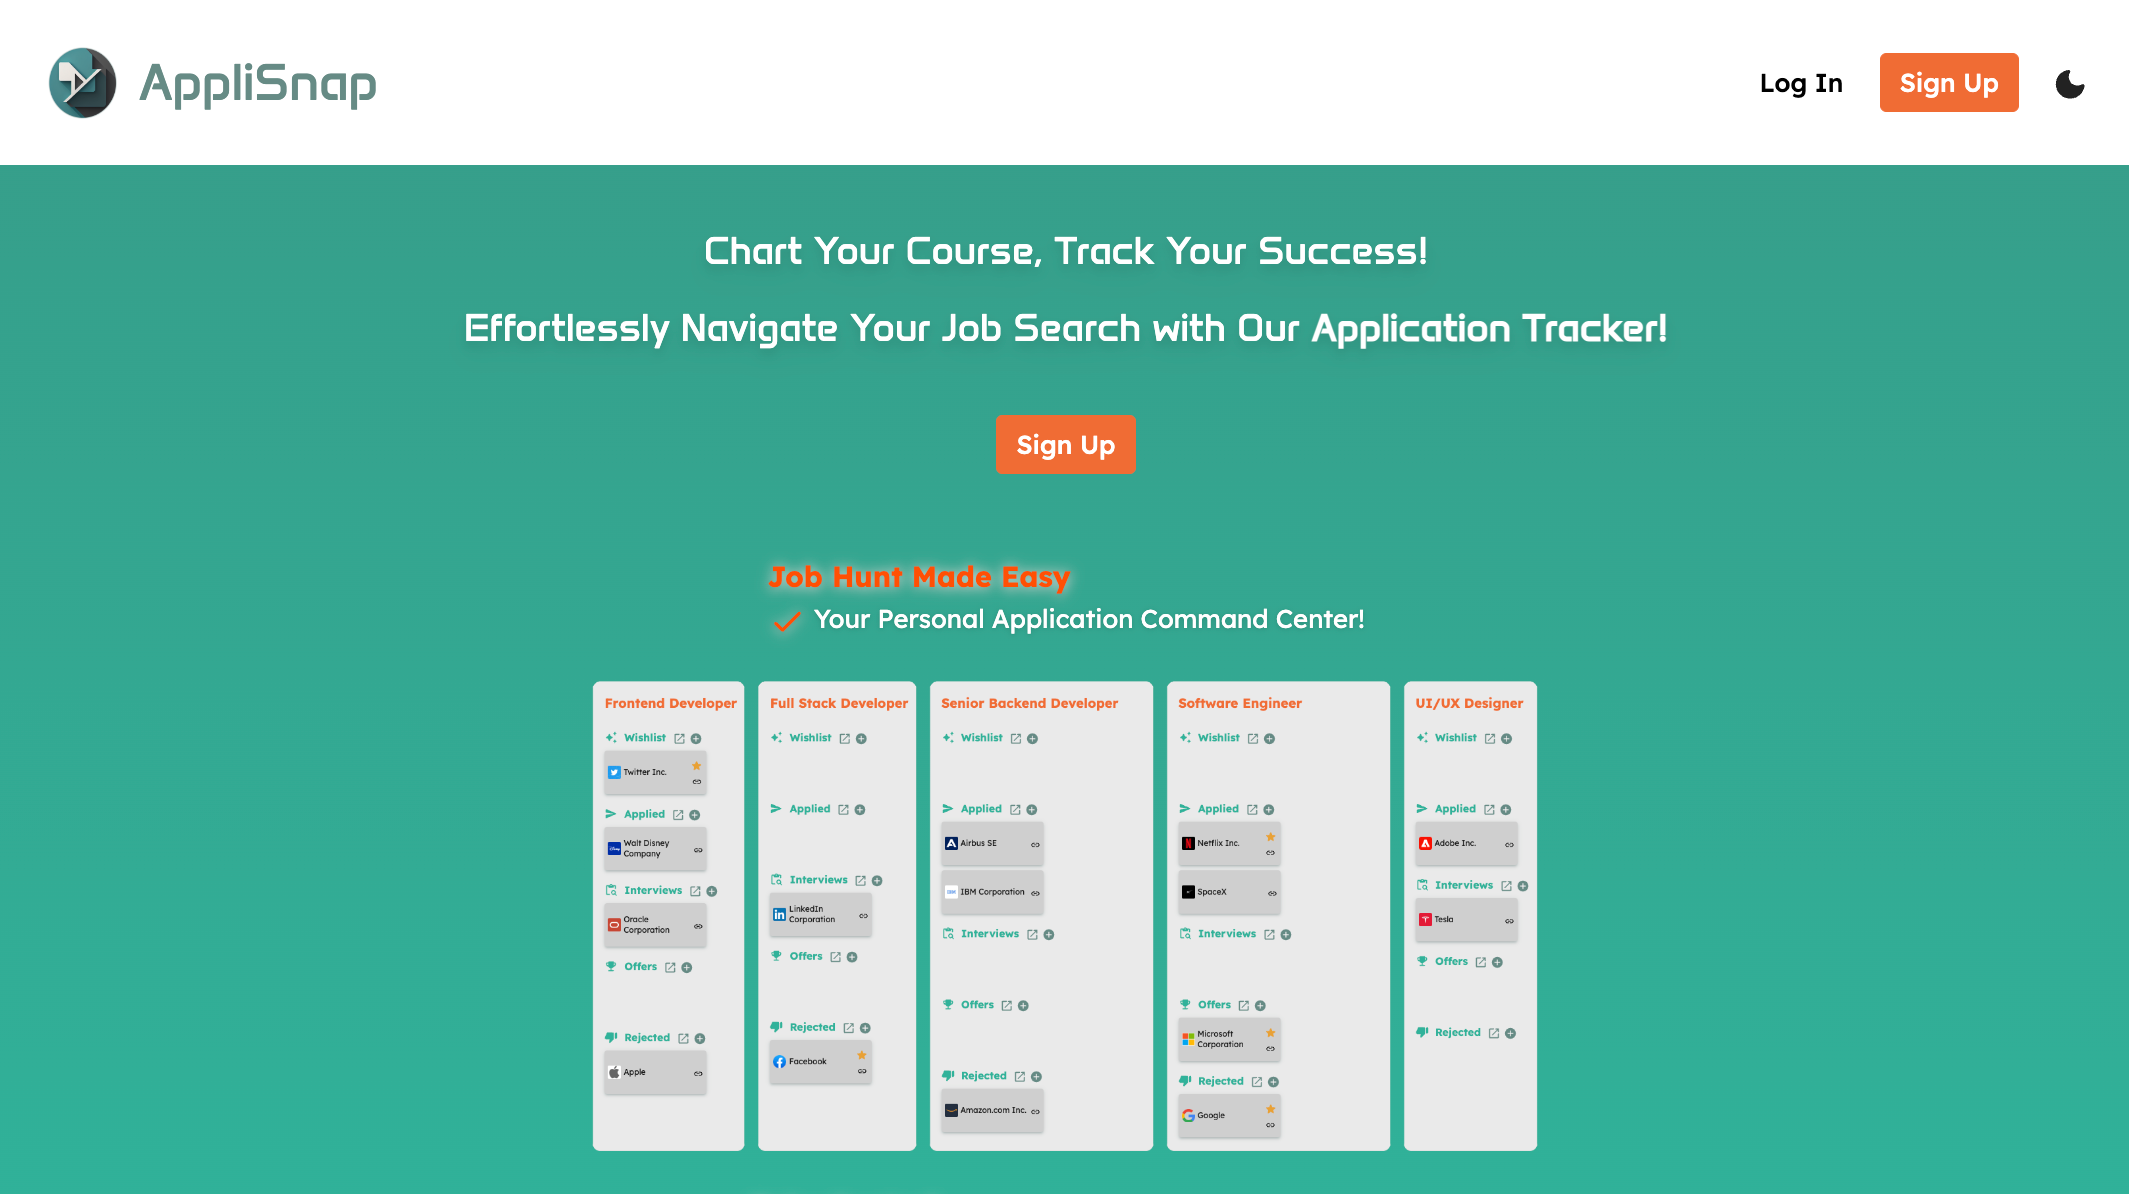 AppliSnap
Log In
Sign Up
Chart Your Course, Track Your Success!
Effortlessly Navigate Your Job Search with Our Application Tracker!
Sign Up
Job Hunt Made Easy
Your Personal Application Command Center!
Frontend Developer
Wishlist
Twitter Inc.
Applied
Walt Disney
Company
Interviews
Oracle
Corporation
Offers
Rejected
Apple
Full Stack Developer
Wishlist
Applied
Interviews
LinkedIn
Corporation
Offers
Rejected
Facebook
Senior Backend Developer
Wishlist
Applied
Airbus SE
IBM Corporation
Interviews
Offers
Rejected
Amazon.com Inc.
Software Engineer
Wishlist
Applied
Netflix Inc.
SpaceX
Interviews
Offers
Microsoft
Corporation
Rejected
Google
UI/UX Designer
Wishlist
Applied
Adobe Inc.
Interviews
Tesla
Offers
Rejected